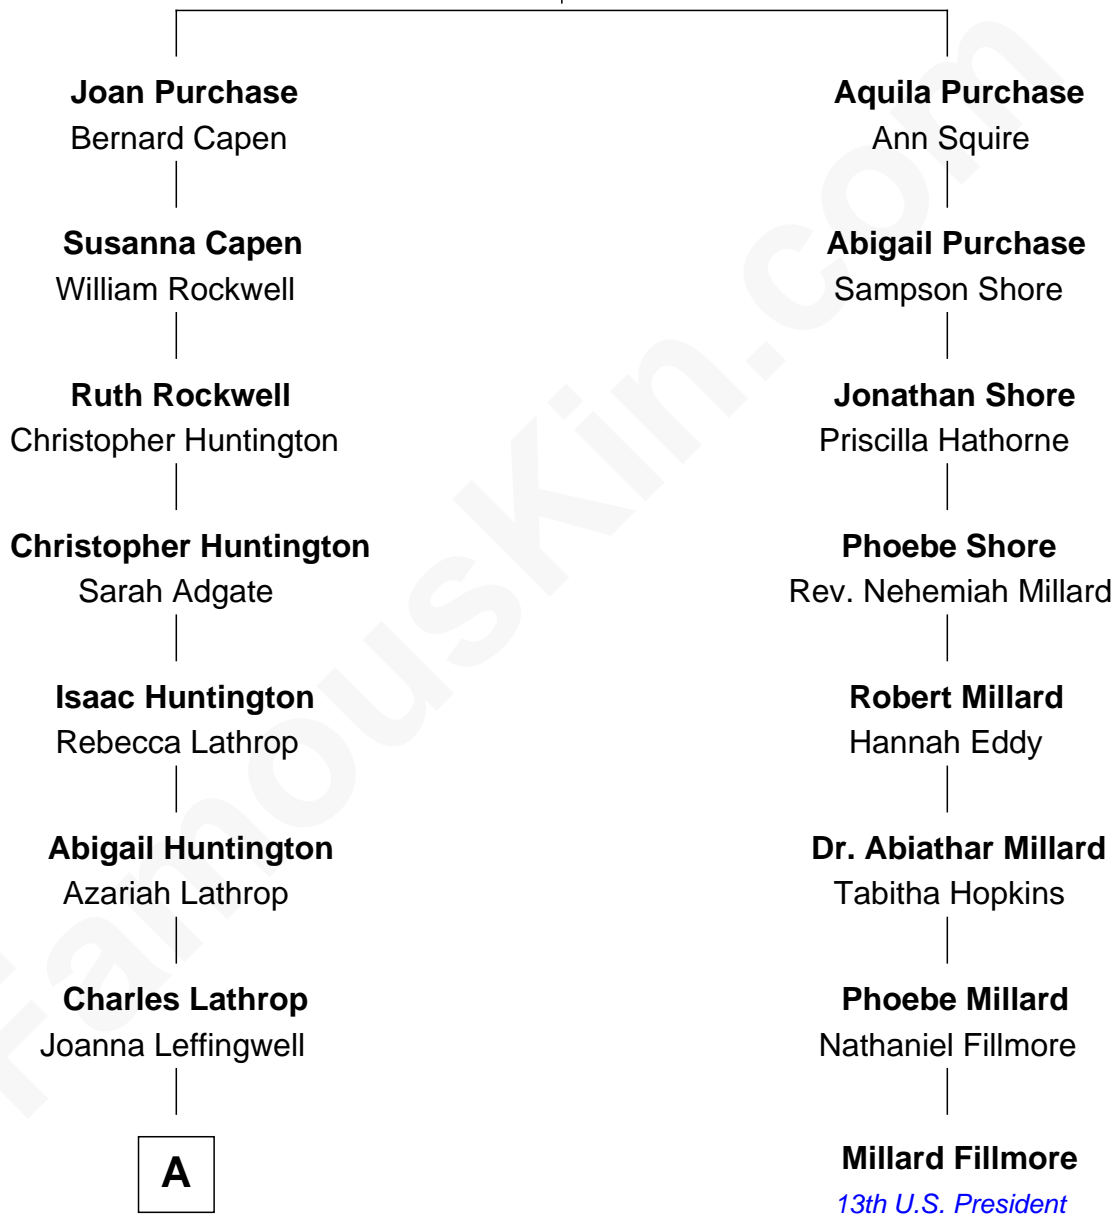 Joan Purchase
Bernard Capen
Susanna Capen
William Rockwell
Ruth Rockwell
Christopher Huntington
Christopher Huntington
Sarah Adgate
Isaac Huntington
Rebecca Lathrop
Abigail Huntington
Azariah Lathrop
Charles Lathrop
Joanna Leffingwell
A
Aquila Purchase
Ann Squire
Abigail Purchase
Sampson Shore
Jonathan Shore
Priscilla Hathorne
Phoebe Shore
Rev. Nehemiah Millard
Robert Millard
Hannah Eddy
Dr. Abiathar Millard
Tabitha Hopkins
Phoebe Millard
Nathaniel Fillmore
Millard Fillmore
13th U.S. President
FamousKin.com